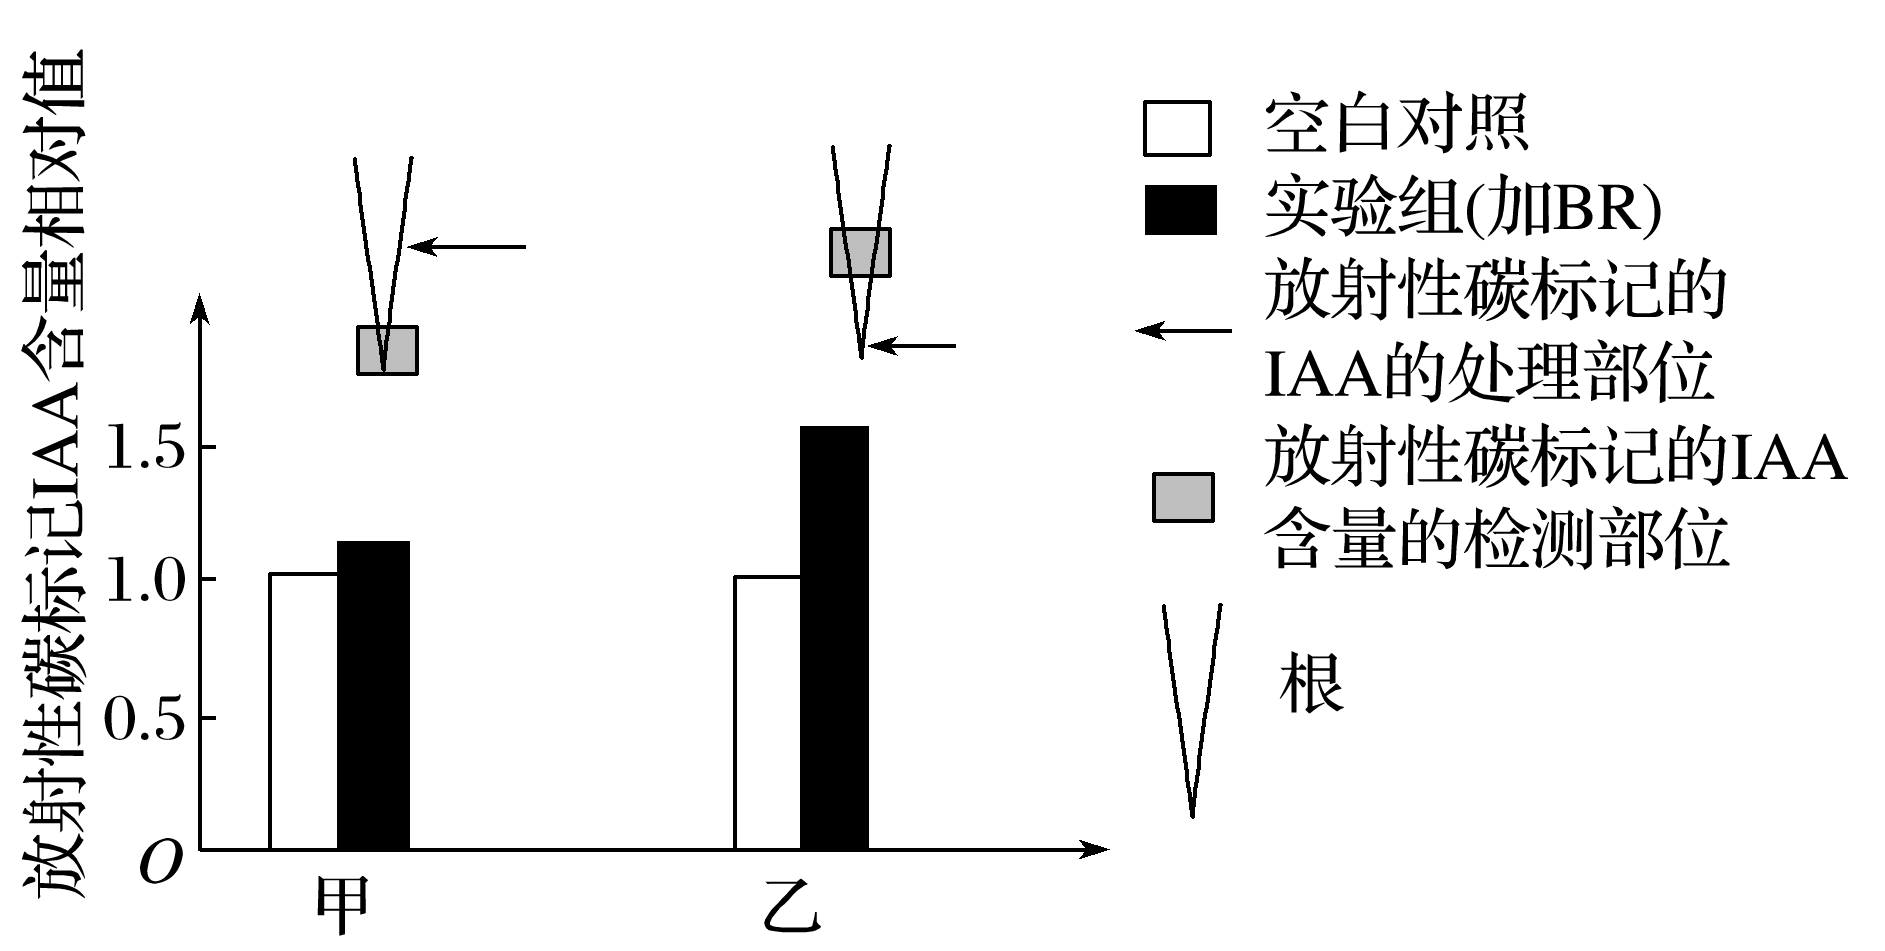 放射性碳标记IAA含量相对值
1.5
1.0
0.5
O
甲
乙
空白对照
实验组(加BR)
放射性碳标记的
IAA的处理部位
放射性碳标记的IAA
含量的检测部位
根